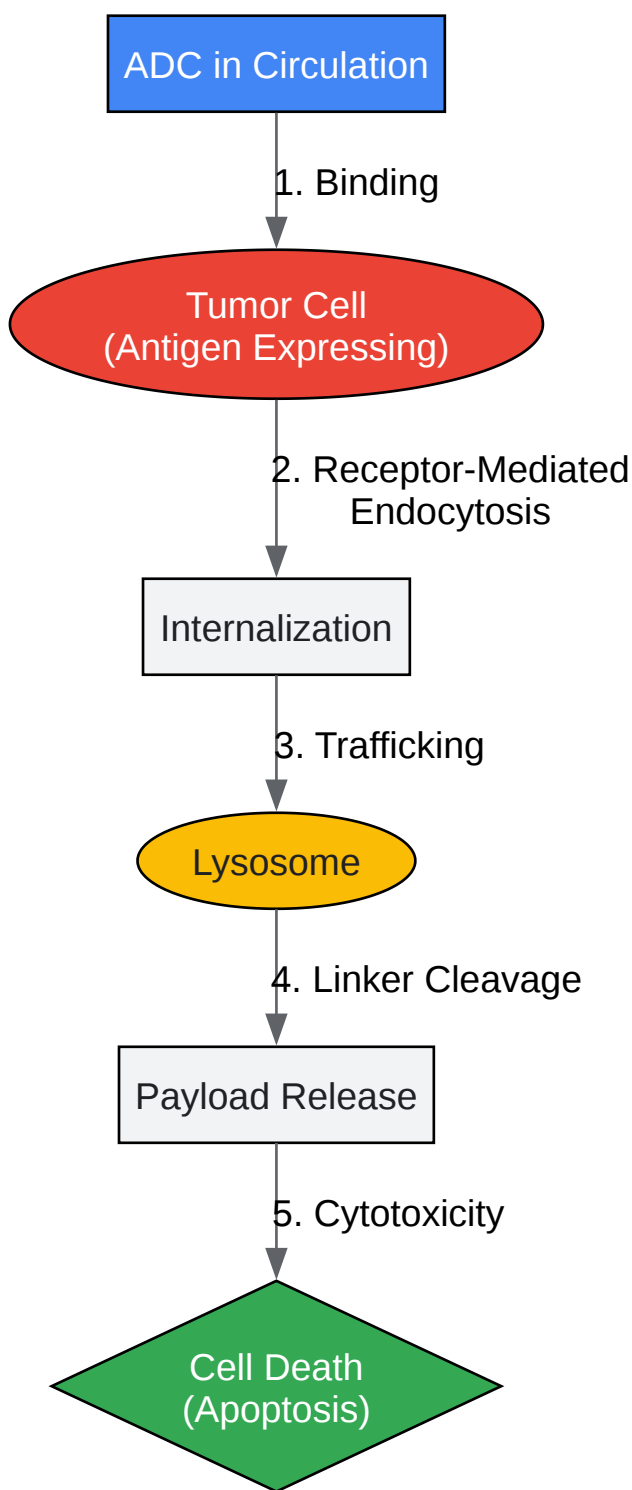 ADC in Circulation
1. Binding
Tumor Cell
(Antigen Expressing)
2. Receptor-Mediated
Endocytosis
Internalization
3. Trafficking
Lysosome
4. Linker Cleavage
Payload Release
5. Cytotoxicity
Cell Death
(Apoptosis)